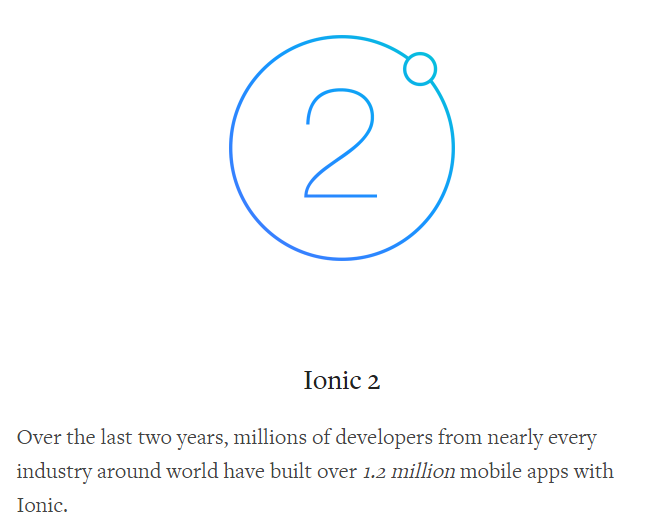 2
Ionic 2
Over the last two years, millions of developers from nearly every
industry around world have built over 1.2 million mobile apps with
Ionic.